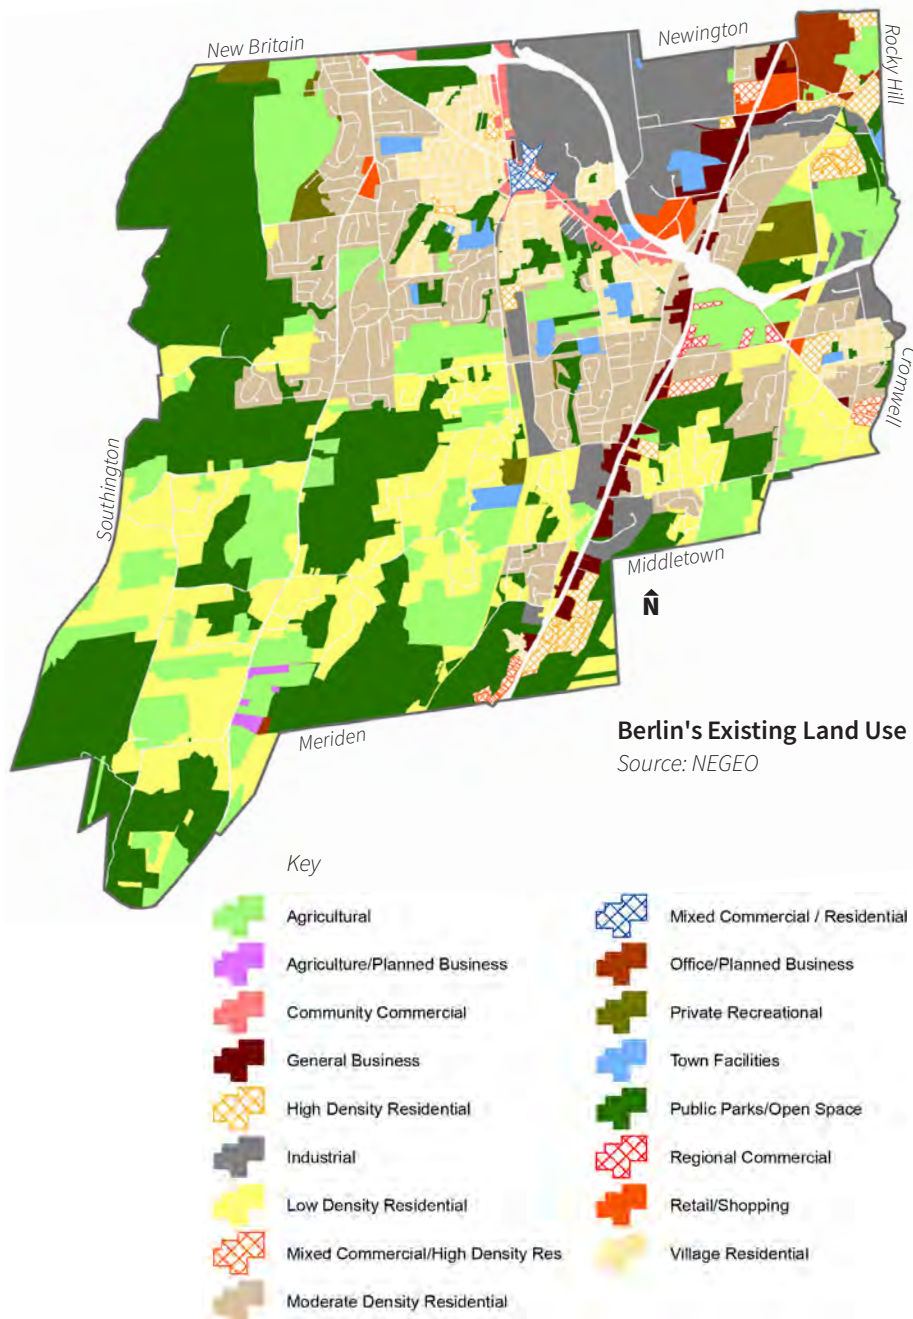 New Britain
Newington
Rocky Hill
Cromwell
Southington
Middletown
N
Meriden
Berlin's Existing Land Use
Source: NEGEO
Key
Agricultural
Agriculture/Planned Business
Community Commercial
General Business
High Density Residential
Industrial
Low Density Residential
Mixed Commercial/High Density Res
Moderate Density Residential
Mixed Commercial / Residential
Office/Planned Business
Private Recreational
Town Facilities
Public Parks/Open Space
Regional Commercial
Retail/Shopping
Village Residential